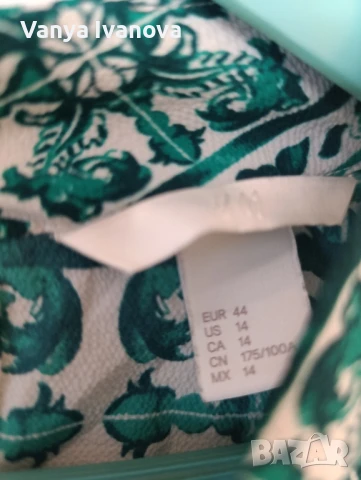 Vanya Ivanova
EUR 44
US 14
CA 14
CN 175/100A
MX 14
bazar